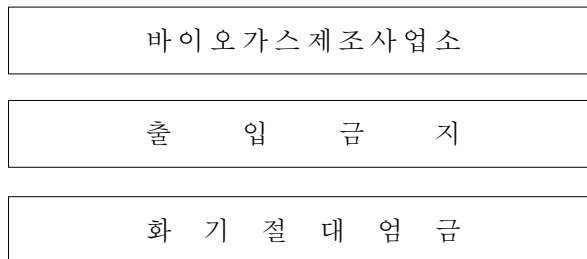 바이오가스제조사업소
출 입 금 지
화 기 절 대 엄 금